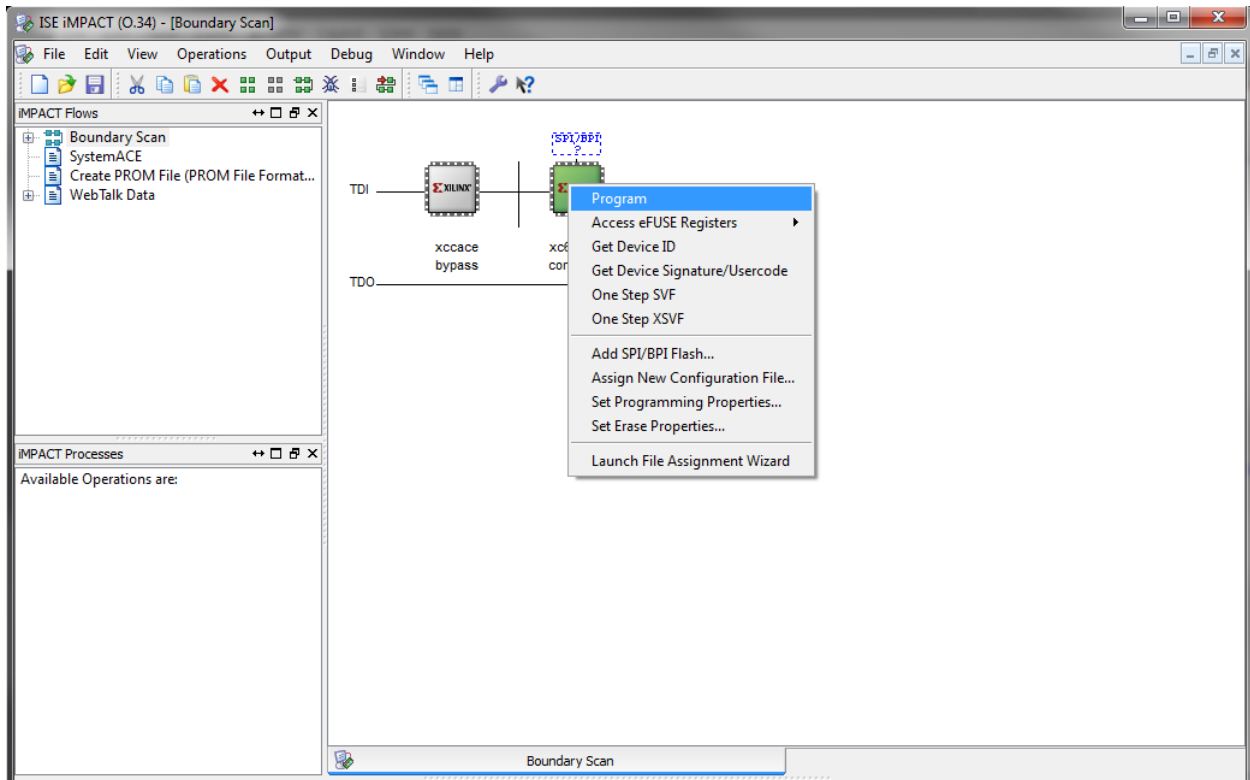 ISE iMPACT (O.34) - [Boundary Scan]
File Edit View Operations Output Debug Window Help
iMPACT Flows
Boundary Scan
SystemACE
Create PROM File (PROM File Format...
WebTalk Data
SPI/BPI
?
TDI
XILINX
xccace
bypass
TDO
Program
Access eFUSE Registers
Get Device ID
Get Device Signature/Usercode
One Step SVF
One Step XSVF
Add SPI/BPI Flash...
Assign New Configuration File...
Set Programming Properties...
Set Erase Properties...
Launch File Assignment Wizard
iMPACT Processes
Available Operations are:
Boundary Scan